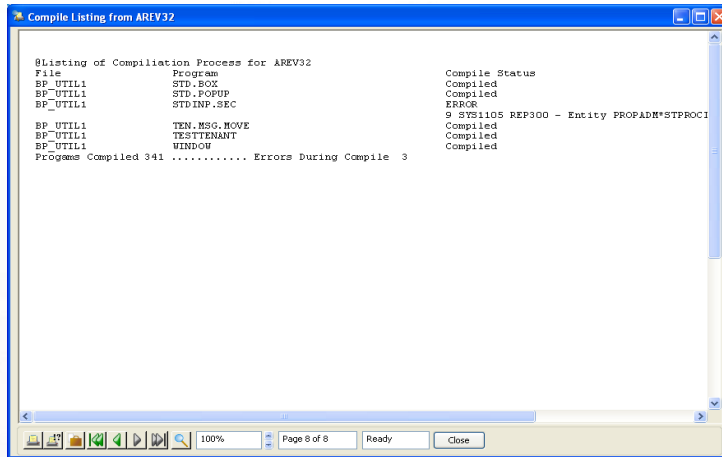 Compile Listing from AREV32
@Listing of Compiliation Process for AREV32
File Program Compile Status
BP_UTIL1 STD.BOX Compiled
BP_UTIL1 STD.POPUP Compiled
BP_UTIL1 STDINP.SEC ERROR
9 SYS1105 REP300 - Entity PROPADM*STPROCI
BP_UTIL1 TEN.MSG.MOVE Compiled
BP_UTIL1 TESTTENANT Compiled
BP_UTIL1 WINDOW Compiled
Progams Compiled 341 ............ Errors During Compile 3
100% Page 8 of 8 Ready Close